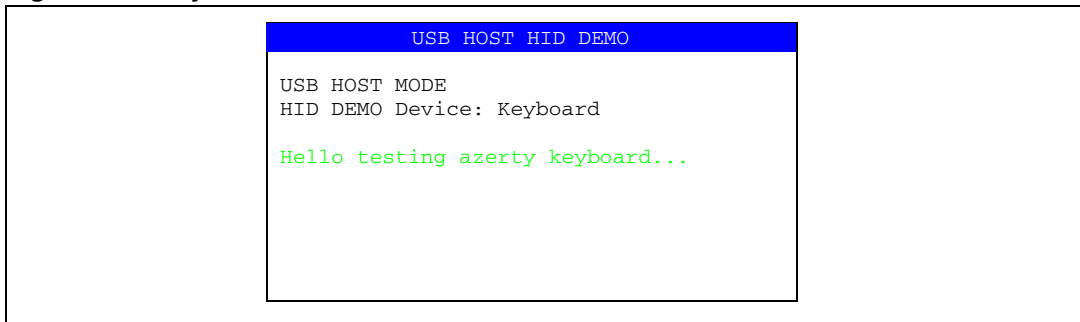 USB HOST HID DEMO
USB HOST MODE
HID DEMO Device: Keyboard
Hello testing azerty keyboard...